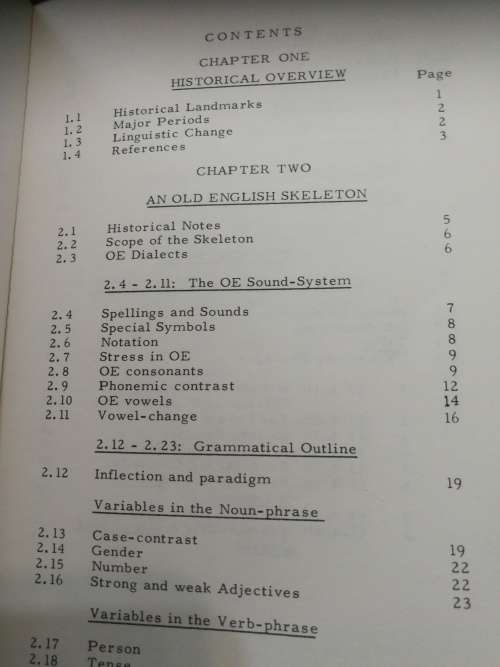 CONTENTS
CHAPTER ONE
HISTORICAL OVERVIEW
Page
1.1 Historical Landmarks 1
1.2 Major Periods 2
1.3 Linguistic Change 2
1.4 References 3
CHAPTER TWO
AN OLD ENGLISH SKELETON
2.1 Historical Notes 5
2.2 Scope of the Skeleton 6
2.3 OE Dialects 6
2.4 - 2.11: The OE Sound-System
2.4 Spellings and Sounds 7
2.5 Special Symbols 8
2.6 Notation 8
2.7 Stress in OE 9
2.8 OE consonants 9
2.9 Phonemic contrast 12
2.10 OE vowels 14
2.11 Vowel-change 16
2.12 - 2.23: Grammatical Outline
2.12 Inflection and paradigm 19
Variables in the Noun-phrase
2.13 Case-contrast 19
2.14 Gender 22
2.15 Number 22
2.16 Strong and weak Adjectives 23
Variables in the Verb-phrase
2.17 Person
2.18 Tense